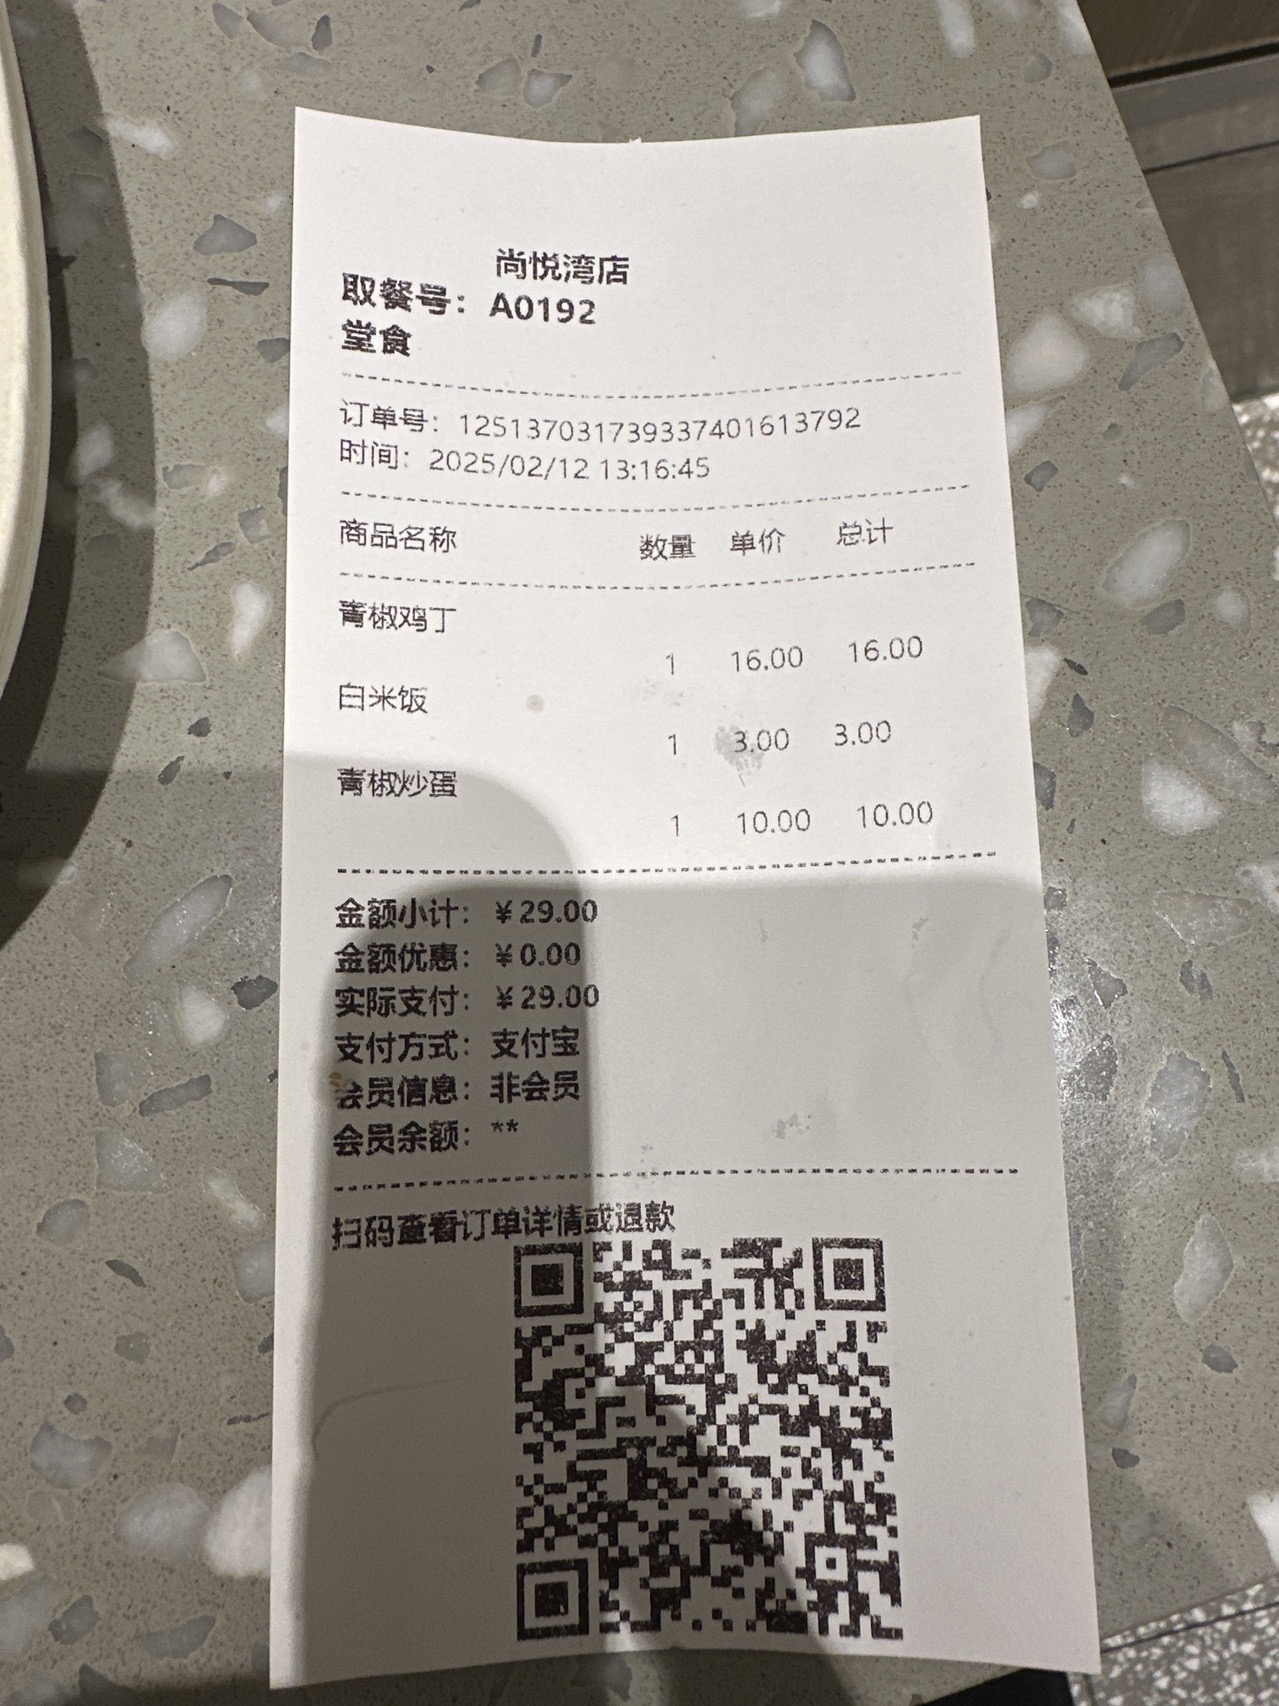 尚悦湾店
取餐号：A0192
堂食
订单号：125137031739337401613792
时间：2025/02/12 13:16:45
商品名称 数量 单价 总计
青椒鸡丁
1 16.00 16.00
白米饭
1 3.00 3.00
青椒炒蛋
1 10.00 10.00
金额小计：¥29.00
金额优惠：¥0.00
实际支付：¥29.00
支付方式：支付宝
会员信息：非会员
会员余额：**
扫码查看订单详情或退款